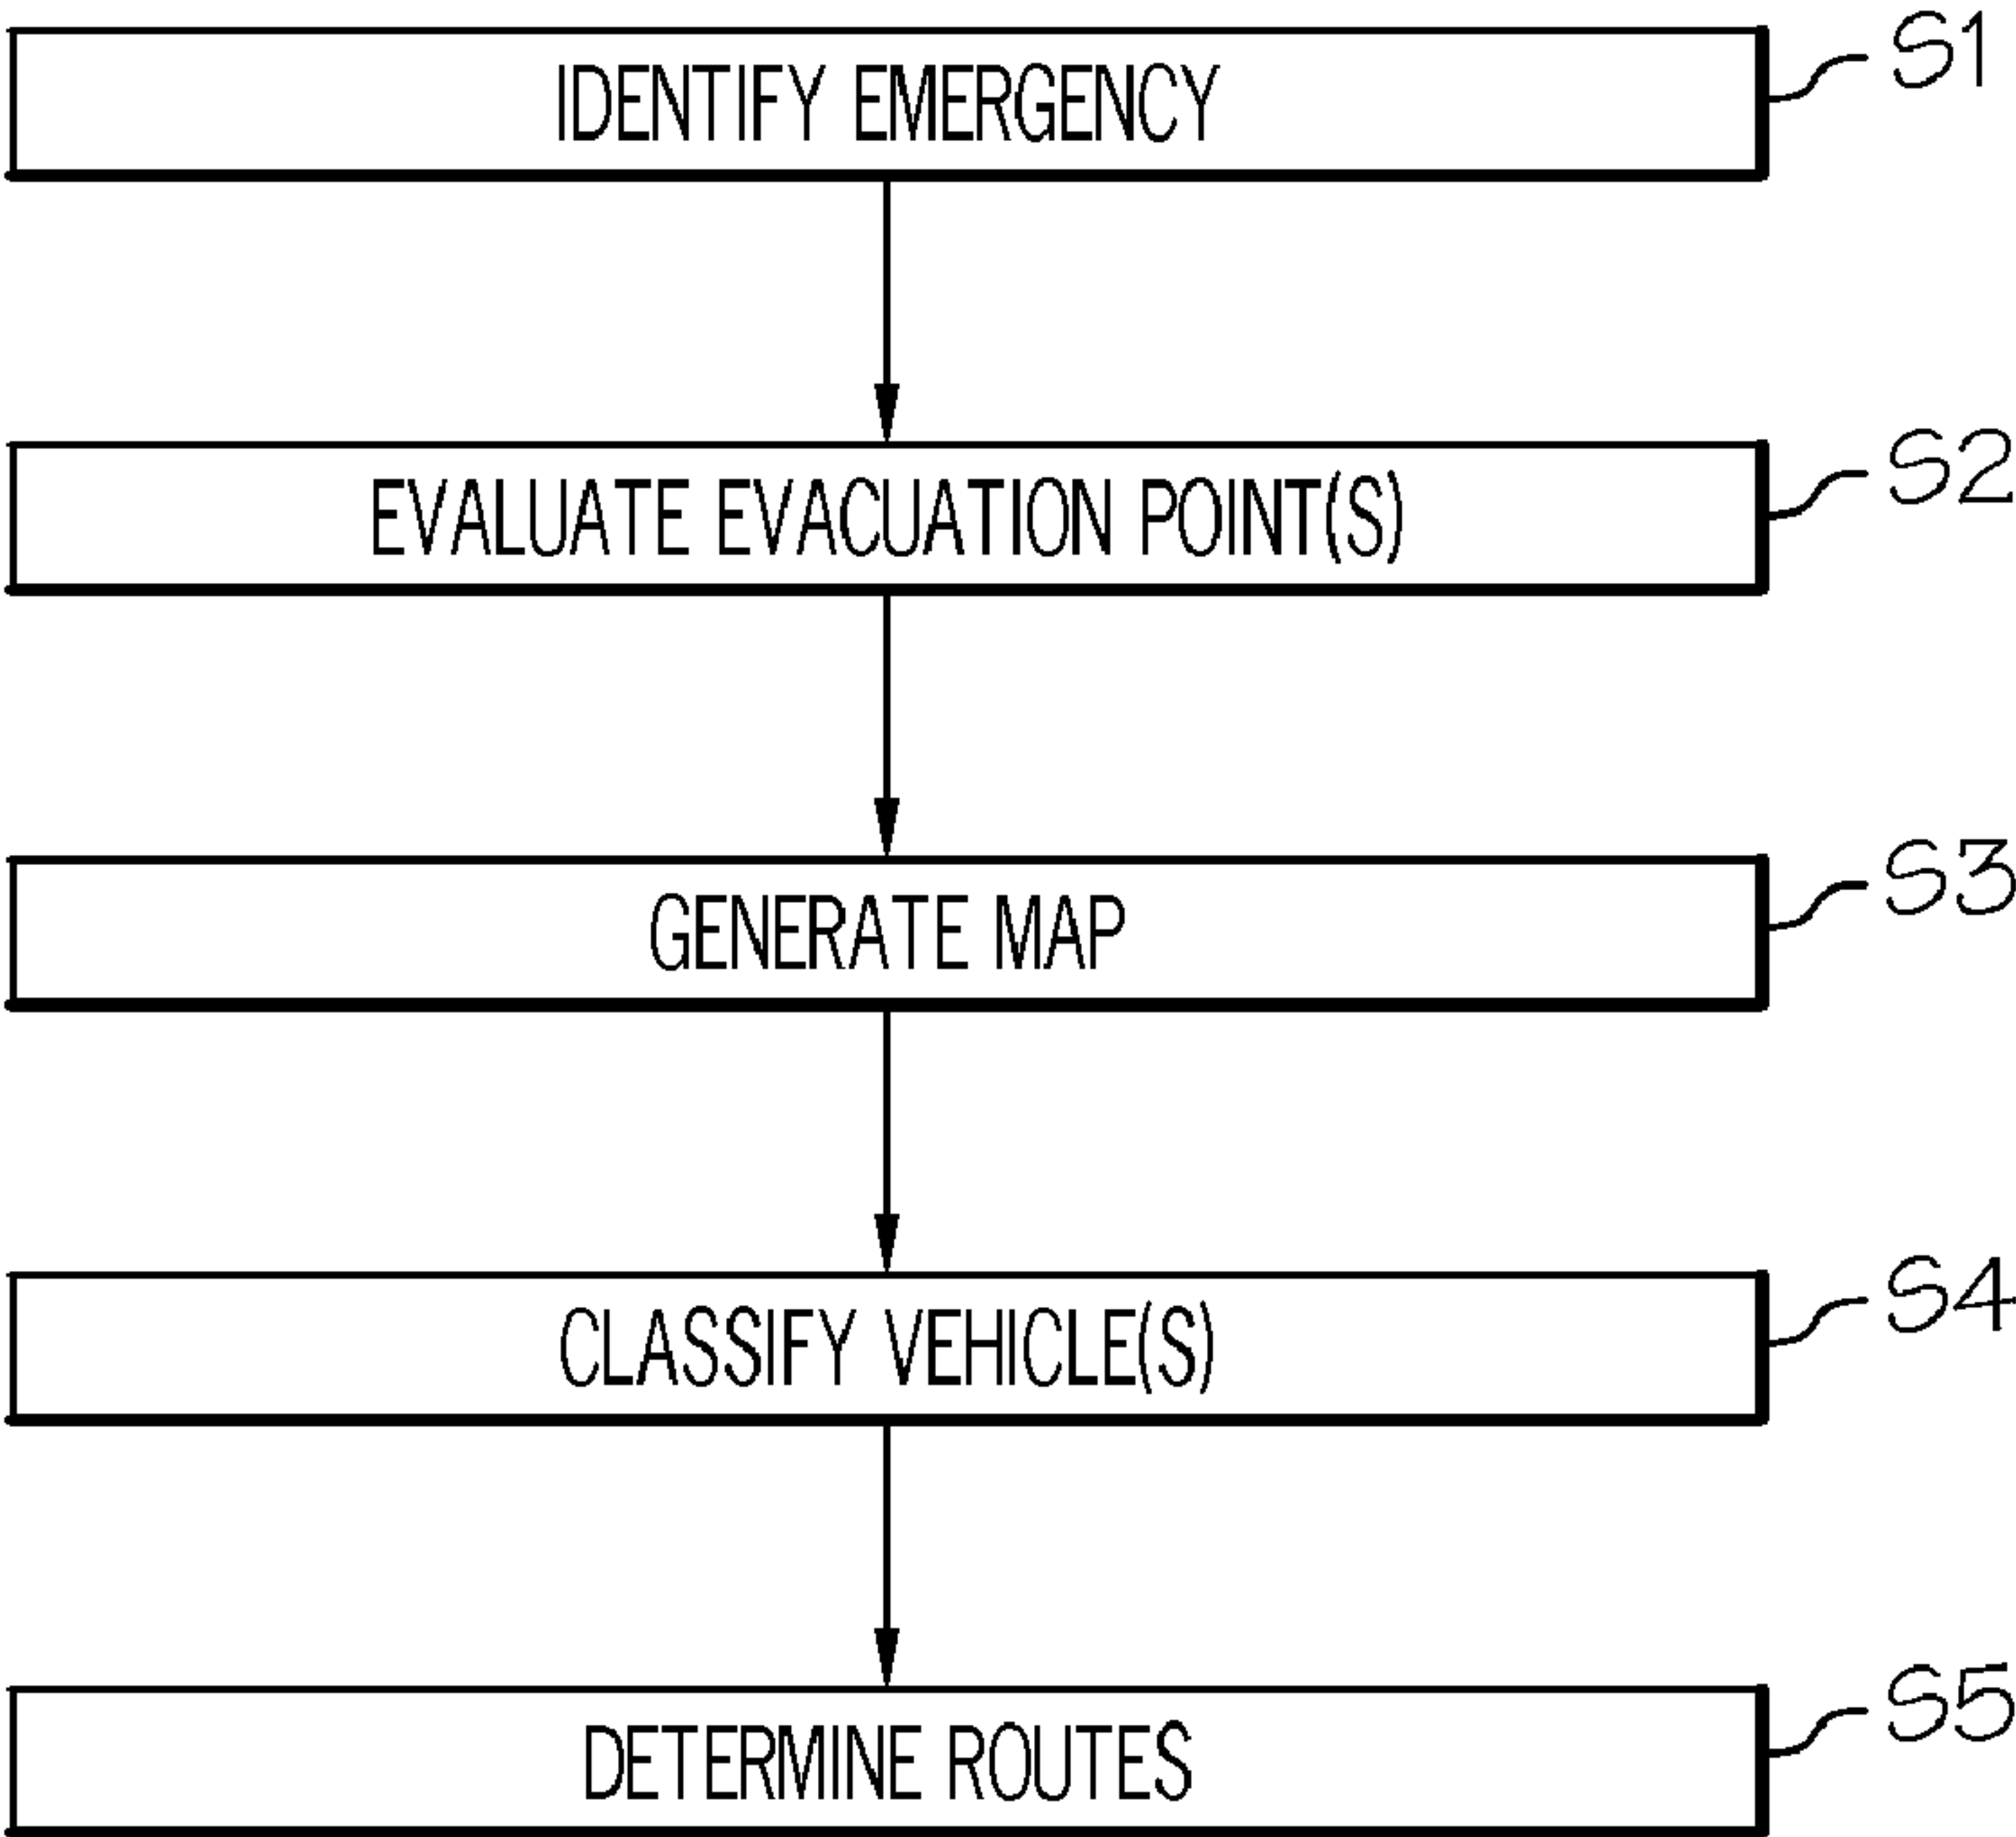 IDENTIFY EMERGENCY S1
EVALUATE EVACUATION POINT(S) S2
GENERATE MAP S3
CLASSIFY VEHICLE(S) S4
DETERMINE ROUTES S5